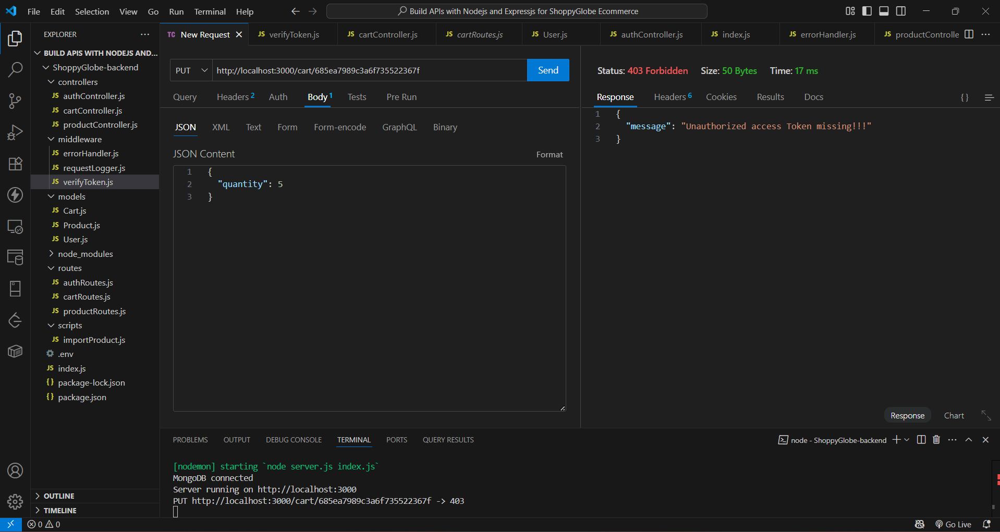 File Edit Selection View Go Run Terminal Help
Build APIs with Nodejs and Expressjs for ShoppyGlobe Ecommerce
EXPLORER
BUILD APIS WITH NODEJS AND...
ShoppyGlobe-backend
controllers
JS authController.js
JS cartController.js
JS productController.js
middleware
JS errorHandler.js
JS requestLogger.js
JS verifyToken.js
models
JS Cart.js
JS Product.js
JS User.js
node_modules
routes
JS authRoutes.js
JS cartRoutes.js
JS productRoutes.js
scripts
JS importProduct.js
.env
JS index.js
{} package-lock.json
{} package.json
OUTLINE
TIMELINE
TC New Request JS verifyToken.js JS cartController.js JS cartRoutes.js JS User.js JS authController.js JS index.js JS errorHandler.js JS productControlle
PUT http://localhost:3000/cart/685ea7989c3a6f735522367f Send
Query Headers 2 Auth Body 1 Tests Pre Run
JSON XML Text Form Form-encode GraphQL Binary
JSON Content Format
1 {
2 "quantity": 5
3 }
Status: 403 Forbidden Size: 50 Bytes Time: 17 ms
Response Headers 6 Cookies Results Docs {}
1 {
2 "message": "Unauthorized access Token missing!!!"
3 }
Response Chart
PROBLEMS OUTPUT DEBUG CONSOLE TERMINAL PORTS QUERY RESULTS
node - ShoppyGlobe-backend
[nodemon] starting `node server.js index.js`
MongoDB connected
Server running on http://localhost:3000
PUT http://localhost:3000/cart/685ea7989c3a6f735522367f -> 403
0 0 Go Live